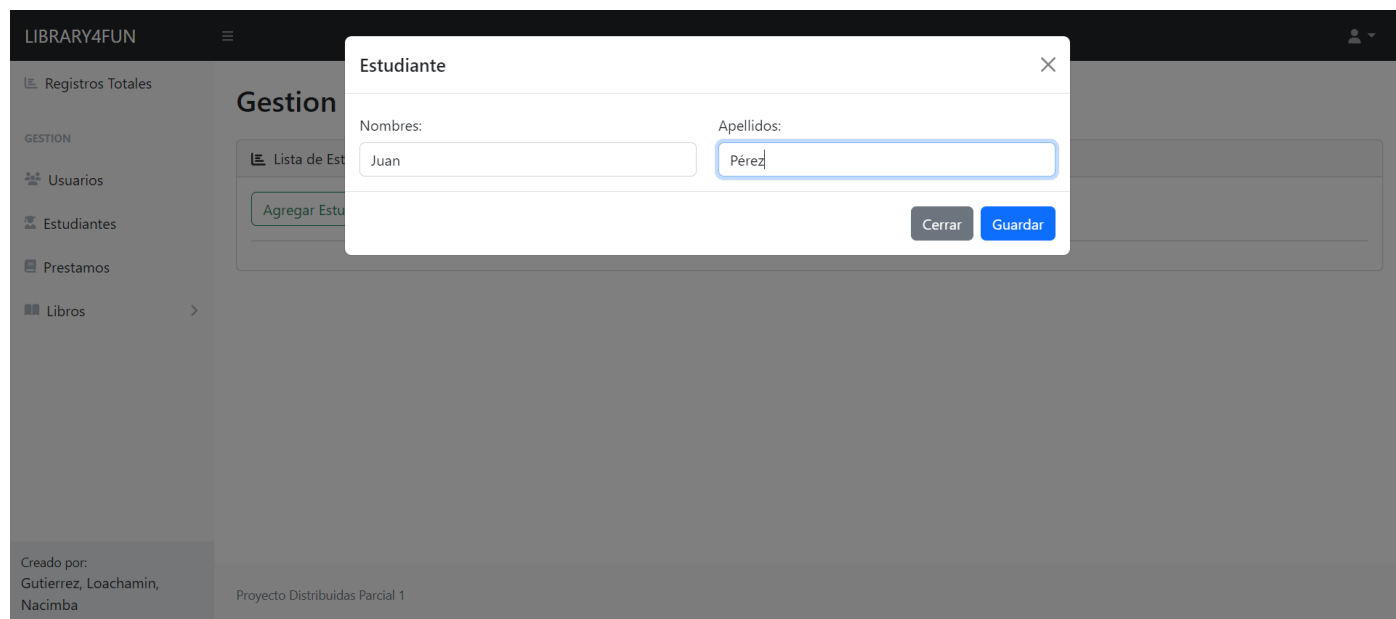 LIBRARY4FUN
Estudiante
Registros Totales
Gestion
Nombres:
Apellidos:
GESTION
Lista de Est
Juan
Pérez
Usuarios
Agregar Estu
Cerrar
Guardar
Estudiantes
Prestamos
Libros
Creado por:
Gutierrez, Loachamin,
Nacimba
Proyecto Distribuidas Parcial 1